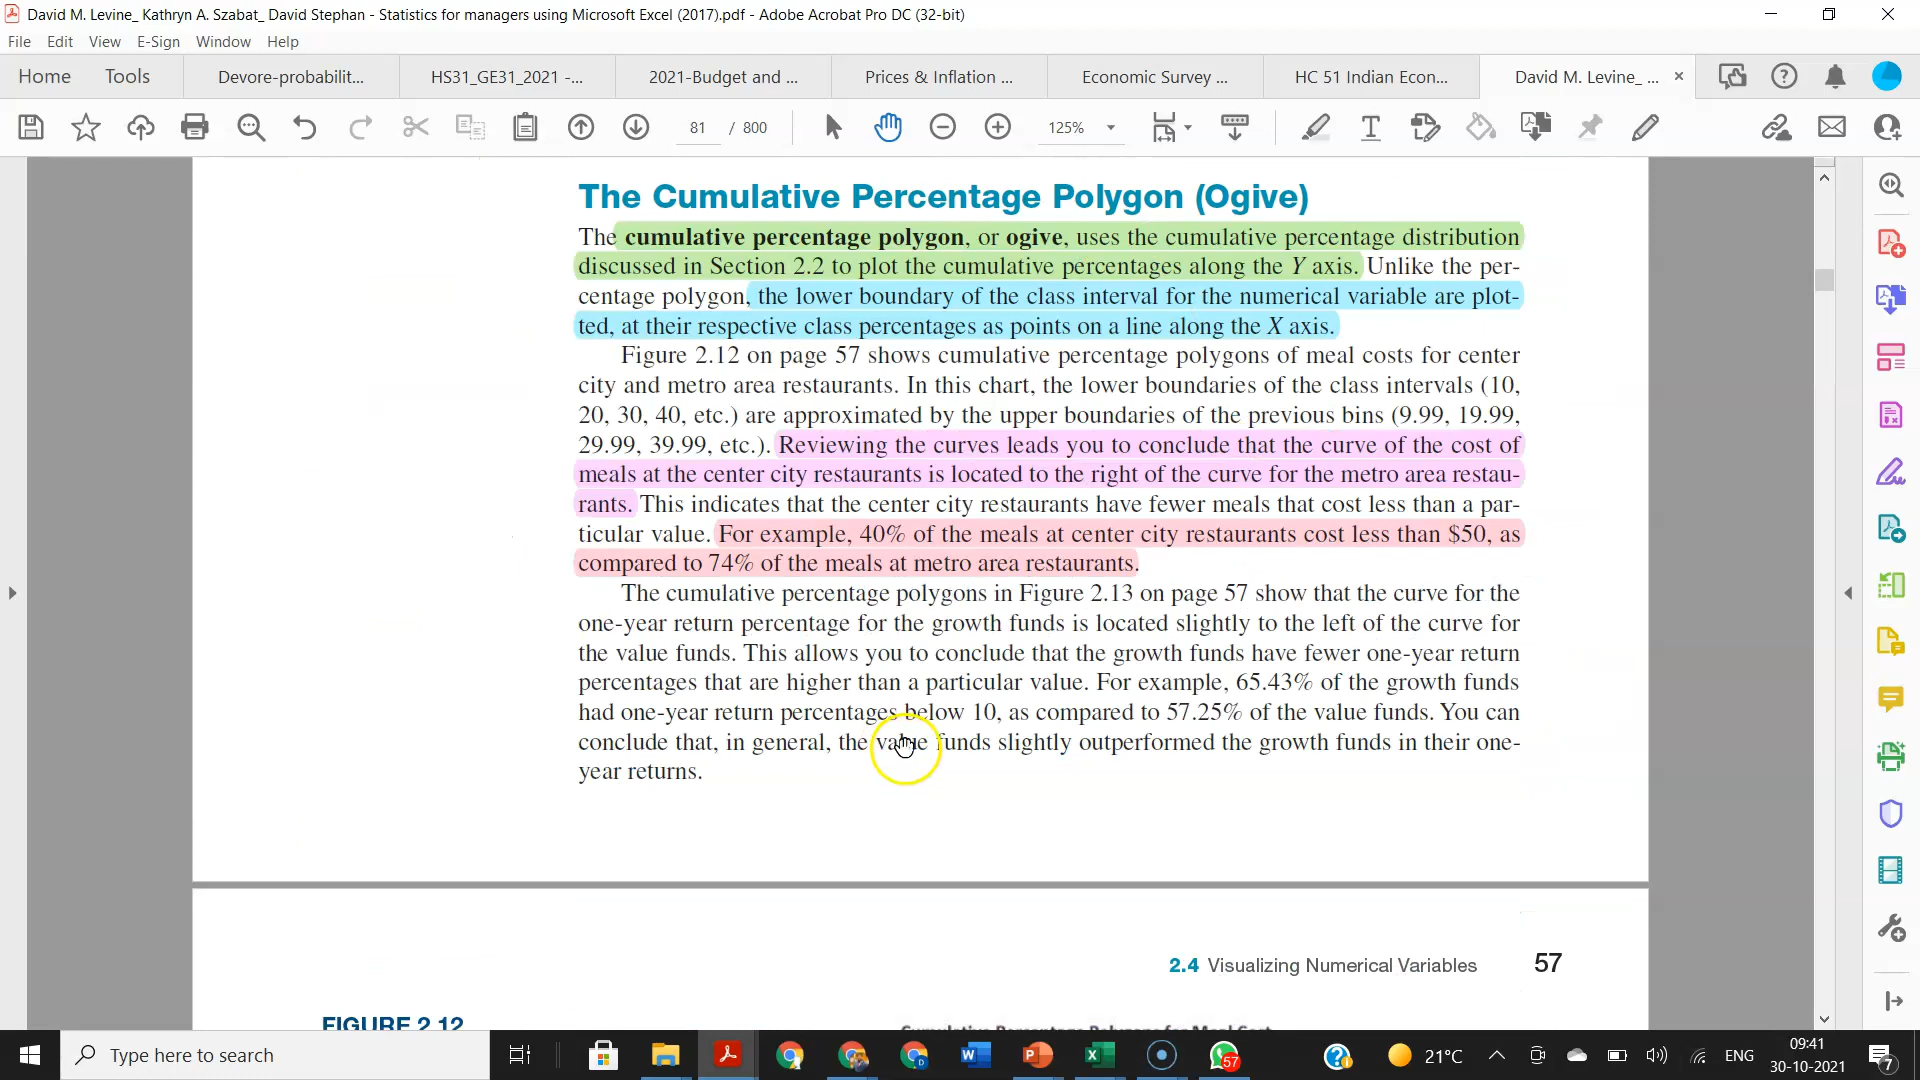 David M. Levine_ Kathryn A. Szabat_ David Stephan - Statistics for managers using Microsoft Excel (2017).pdf - Adobe Acrobat Pro DC (32-bit)
File Edit View E-Sign Window Help
Home Tools Devore-probabilit... HS31_GE31_2021 -... 2021-Budget and ... Prices & Inflation ... Economic Survey ... HC 51 Indian Econ... David M. Levine_ ...
81 / 800 125%
The Cumulative Percentage Polygon (Ogive)
The cumulative percentage polygon, or ogive, uses the cumulative percentage distribution
discussed in Section 2.2 to plot the cumulative percentages along the Y axis. Unlike the per-
centage polygon, the lower boundary of the class interval for the numerical variable are plot-
ted, at their respective class percentages as points on a line along the X axis.
Figure 2.12 on page 57 shows cumulative percentage polygons of meal costs for center
city and metro area restaurants. In this chart, the lower boundaries of the class intervals (10,
20, 30, 40, etc.) are approximated by the upper boundaries of the previous bins (9.99, 19.99,
29.99, 39.99, etc.). Reviewing the curves leads you to conclude that the curve of the cost of
meals at the center city restaurants is located to the right of the curve for the metro area restau-
rants. This indicates that the center city restaurants have fewer meals that cost less than a par-
ticular value. For example, 40% of the meals at center city restaurants cost less than $50, as
compared to 74% of the meals at metro area restaurants.
The cumulative percentage polygons in Figure 2.13 on page 57 show that the curve for the
one-year return percentage for the growth funds is located slightly to the left of the curve for
the value funds. This allows you to conclude that the growth funds have fewer one-year return
percentages that are higher than a particular value. For example, 65.43% of the growth funds
had one-year return percentages below 10, as compared to 57.25% of the value funds. You can
conclude that, in general, the value funds slightly outperformed the growth funds in their one-
year returns.
2.4 Visualizing Numerical Variables 57
FIGURE 2.12
Cumulative Percentage Polygons for Meal Cost
Type here to search
57
21°C
ENG
09:41
30-10-2021
7